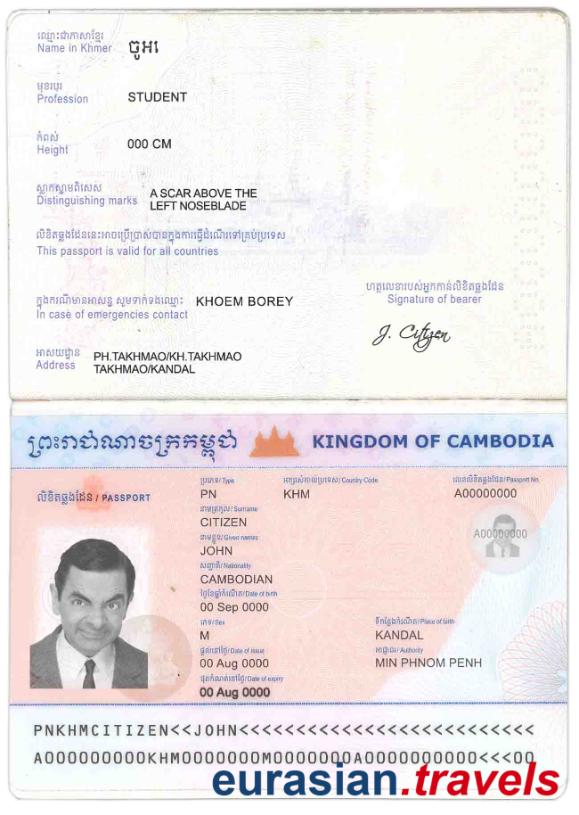 ឈ្មោះជាភាសាខ្មែរ
Name in Khmer
ចូអរេ
មុខរបរ
Profession
STUDENT
កំពស់
Height
000 CM
ស្លាកស្នាមពិសេស
Distinguishing marks
A SCAR ABOVE THE
LEFT NOSEBLADE
លិខិតឆ្លងដែននេះអាចប្រើប្រាស់បានក្នុងការធ្វើដំណើរទៅគ្រប់ប្រទេស
This passport is valid for all countries
ក្នុងករណីមានអាសន្ន សូមទាក់ទងឈ្មោះ
In case of emergencies contact
KHOEM BOREY
ហត្ថលេខារបស់អ្នកកាន់លិខិតឆ្លងដែន
Signature of bearer
J. Citizen
អាសយដ្ឋាន
Address
PH.TAKHMAO/KH.TAKHMAO
TAKHMAO/KANDAL
ព្រះរាជាណាចក្រកម្ពុជា
KINGDOM OF CAMBODIA
លិខិតឆ្លងដែន / PASSPORT
ប្រភេទ/Type
PN
អក្សរសំគាល់ប្រទេស/Country Code
KHM
លេខលិខិតឆ្លងដែន/Passport No.
A00000000
នាមត្រកូល/Surname
CITIZEN
នាមខ្លួន/Given names
JOHN
សញ្ជាតិ/Nationality
CAMBODIAN
ថ្ងៃខែឆ្នាំកំណើត/Date of birth
00 Sep 0000
ភេទ/Sex
M
ទីកន្លែងកំណើត/Place of birth
KANDAL
ផ្តល់នៅថ្ងៃ/Date of issue
00 Aug 0000
អាជ្ញាធរ/Authority
MIN PHNOM PENH
ផុតកំណត់នៅថ្ងៃ/Date of expiry
00 Aug 0000
A00000000
PNKHMCITIZEN<<JOHN<<<<<<<<<<<<<<<<<<<<<<<<<<
A000000000KHM0000000M0000000A0000000000<<<00
eurasian.travels